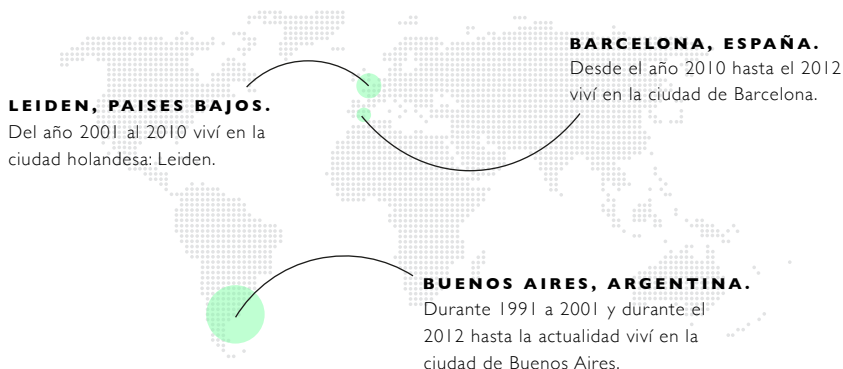 BARCELONA, ESPAÑA.
Desde el año 2010 hasta el 2012
viví en la ciudad de Barcelona.
LEIDEN, PAISES BAJOS.
Del año 2001 al 2010 viví en la
ciudad holandesa: Leiden.
BUENOS AIRES, ARGENTINA.
Durante 1991 a 2001 y durante el
2012 hasta la actualidad viví en la
ciudad de Buenos Aires.